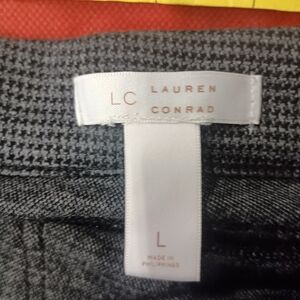 LC LAUREN
CONRAD
L
MADE IN
PHILIPPINES